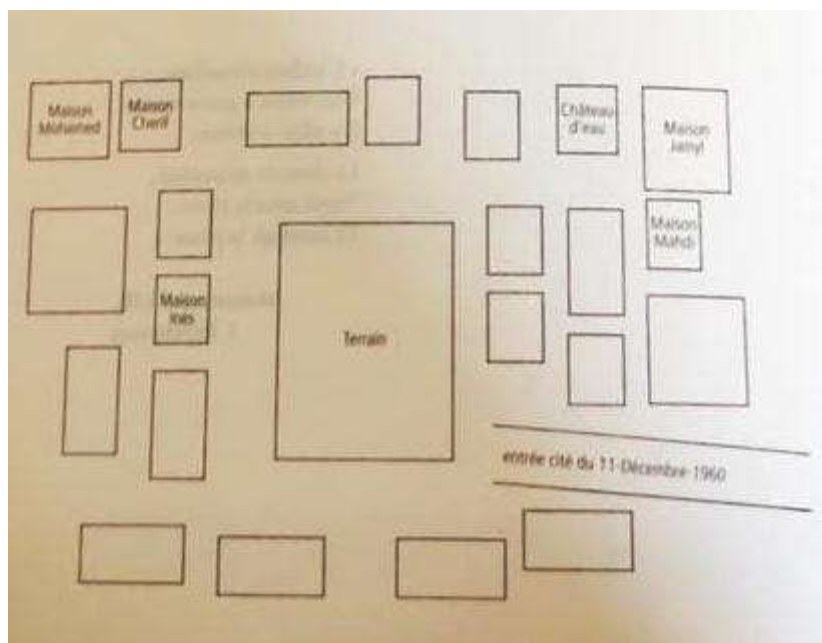 Maison
Mohamed
Maison
Cherif
Château
d'eau
Maison
Jamyl
Maison
Mahdi
Maison
Inès
Terrain
entrée cité du 11-Décembre-1960